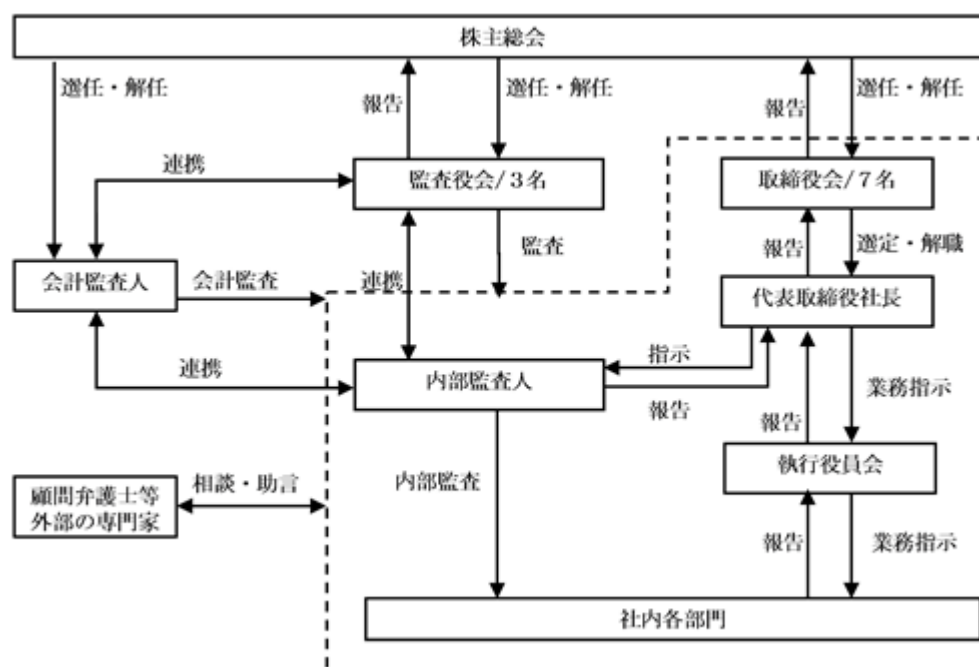 株主総会
選任・解任
報告
選任・解任
報告
選任・解任
連携
監査役会/３名
取締役会/７名
監査
報告
選定・解職
会計監査人
会計監査
連携
代表取締役社長
連携
内部監査人
指示
報告
業務指示
報告
執行役員会
顧問弁護士等
外部の専門家
相談・助言
内部監査
報告
業務指示
社内各部門